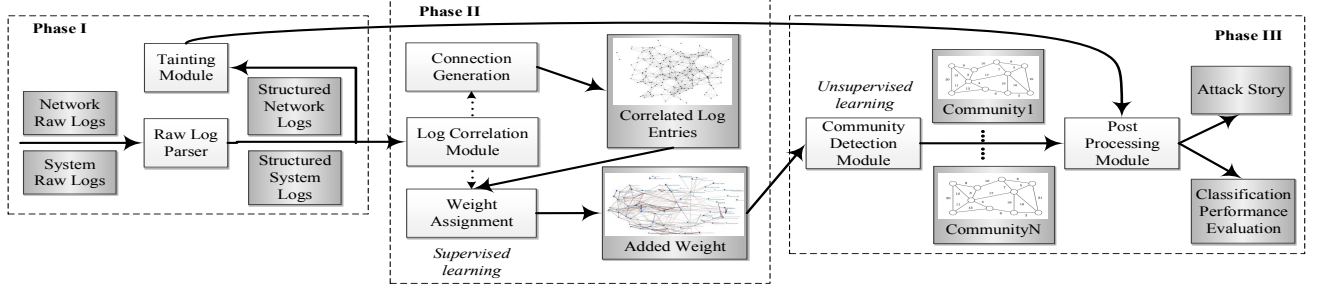 Phase I
Tainting
Module
Network
Raw Logs
System
Raw Logs
Raw Log
Parser
Structured
Network
Logs
Structured
System
Logs
Phase II
Connection
Generation
Log Correlation
Module
Weight
Assignment
Supervised
learning
Correlated Log
Entries
Added Weight
Phase III
Unsupervised
learning
Community
Detection
Module
Community1
CommunityN
Post
Processing
Module
Attack Story
Classification
Performance
Evaluation